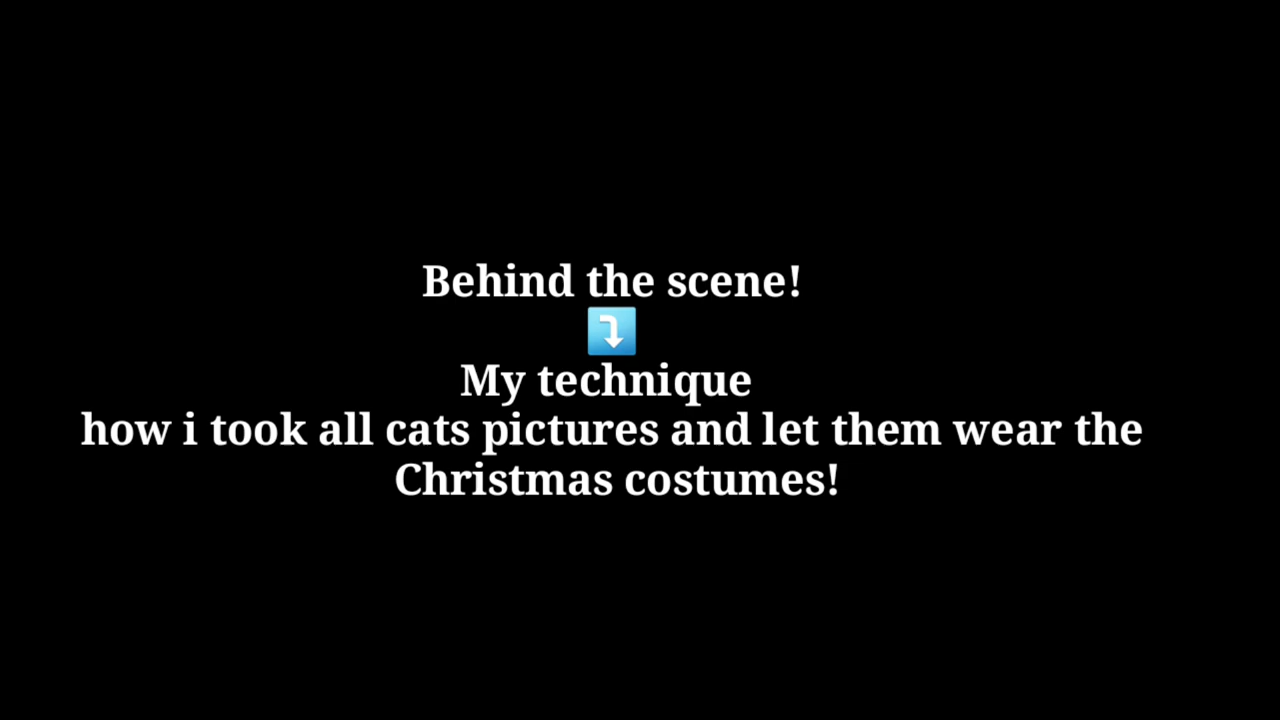 Behind the scene!
⤵️
My technique
how i took all cats pictures and let them wear the
Christmas costumes!